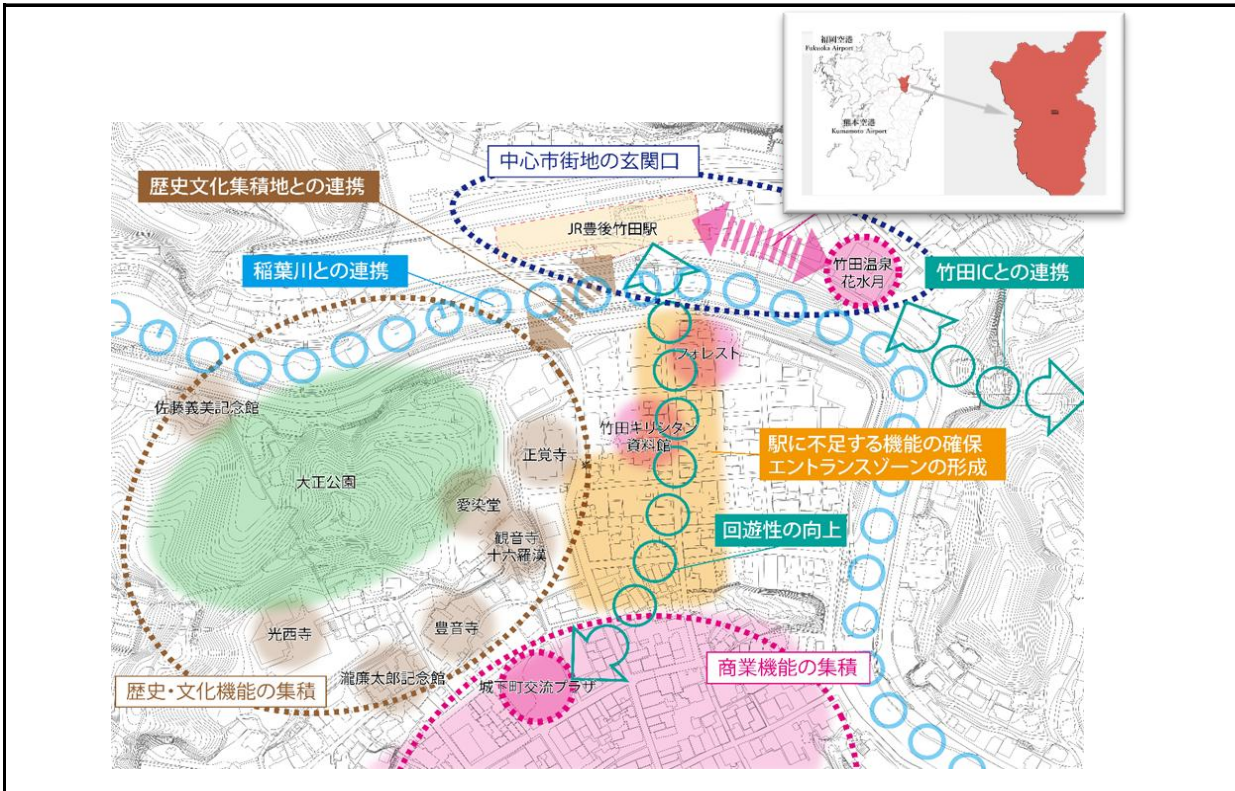 福岡空港
Fukuoka Airport
熊本空港
Kumamoto Airport
中心市街地の玄関口
歴史文化集積地との連携
JR豊後竹田駅
稲葉川との連携
竹田温泉
花水月
竹田ICとの連携
フォレスト
佐藤義美記念館
竹田キリシタン
資料館
正覚寺
駅に不足する機能の確保
エントランスゾーンの形成
大正公園
愛染堂
観音寺
十六羅漢
回遊性の向上
光西寺
豊音寺
商業機能の集積
瀧廉太郎記念館
城下町交流プラザ
歴史・文化機能の集積